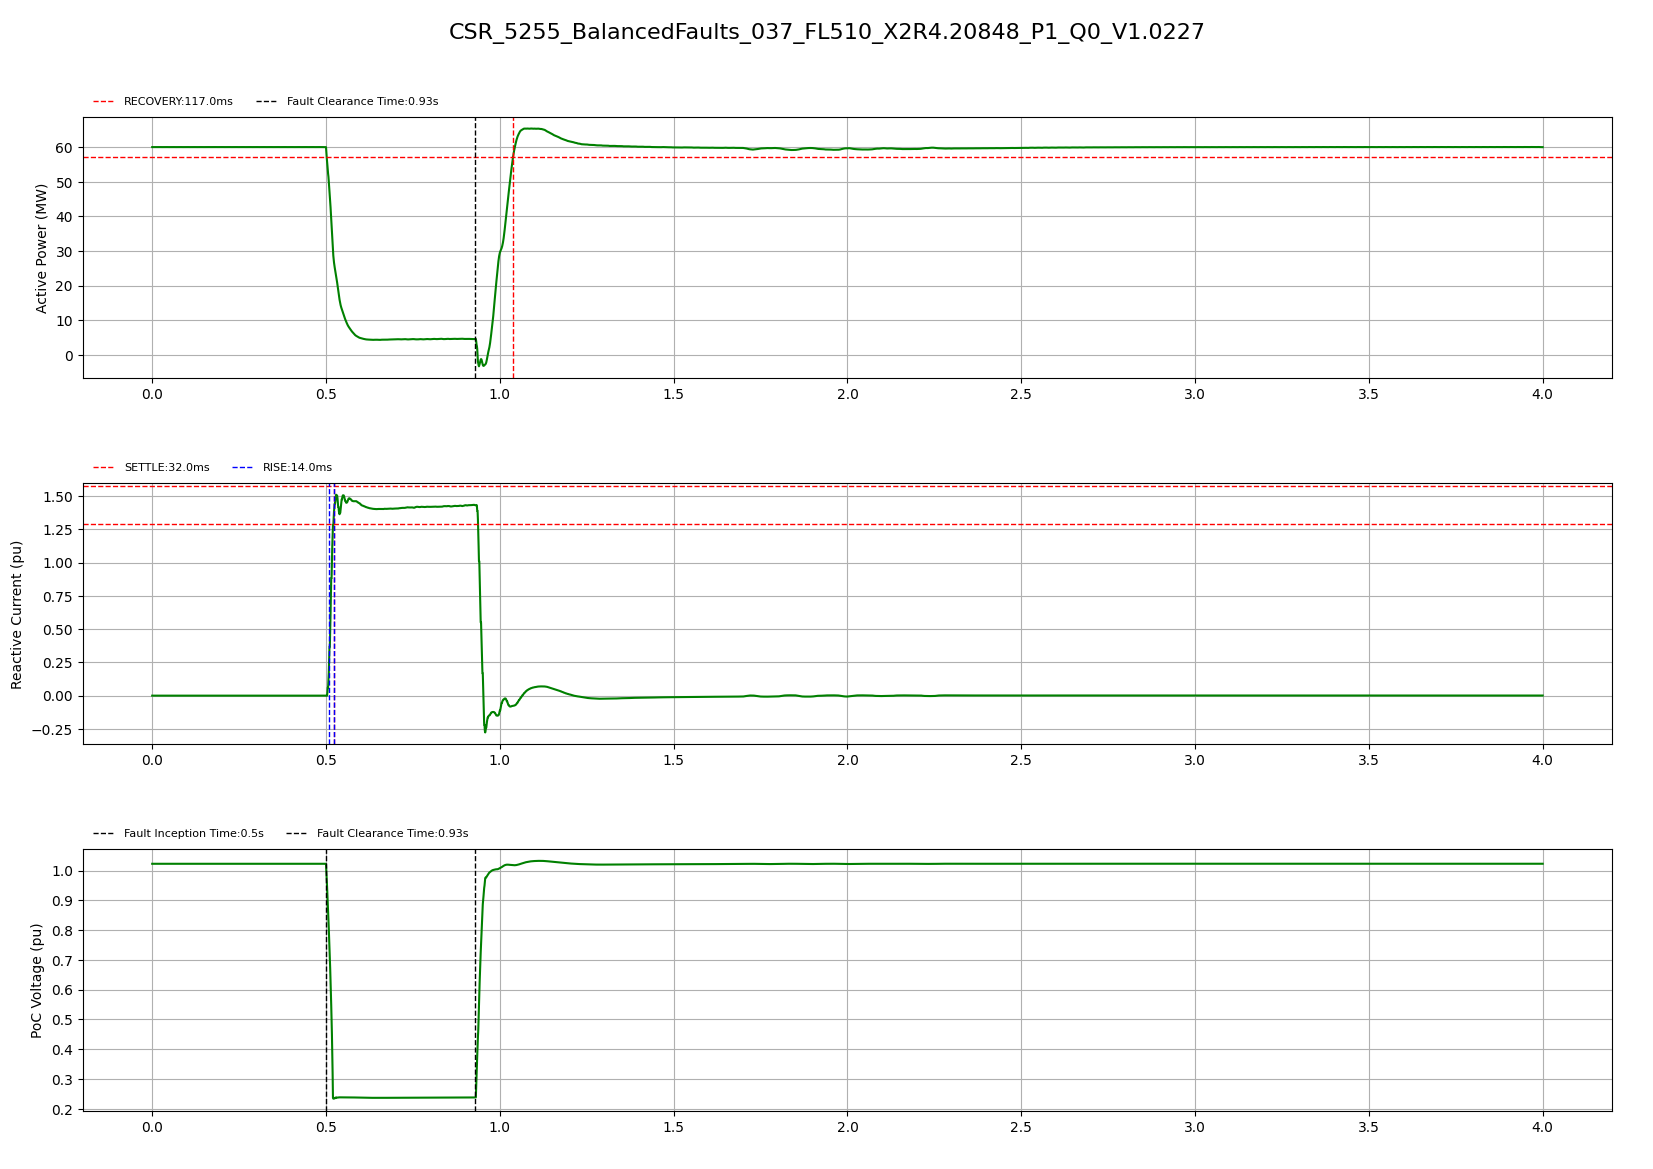 CSR_5255_BalancedFaults_037_FL510_X2R4.20848_P1_Q0_V1.0227
RECOVERY:117.0ms Fault Clearance Time:0.93s
Active Power (MW)
60
50
40
30
20
10
0
0.0 0.5 1.0 1.5 2.0 2.5 3.0 3.5 4.0
SETTLE:32.0ms RISE:14.0ms
Reactive Current (pu)
1.50
1.25
1.00
0.75
0.50
0.25
0.00
−0.25
0.0 0.5 1.0 1.5 2.0 2.5 3.0 3.5 4.0
Fault Inception Time:0.5s Fault Clearance Time:0.93s
PoC Voltage (pu)
1.0
0.9
0.8
0.7
0.6
0.5
0.4
0.3
0.2
0.0 0.5 1.0 1.5 2.0 2.5 3.0 3.5 4.0